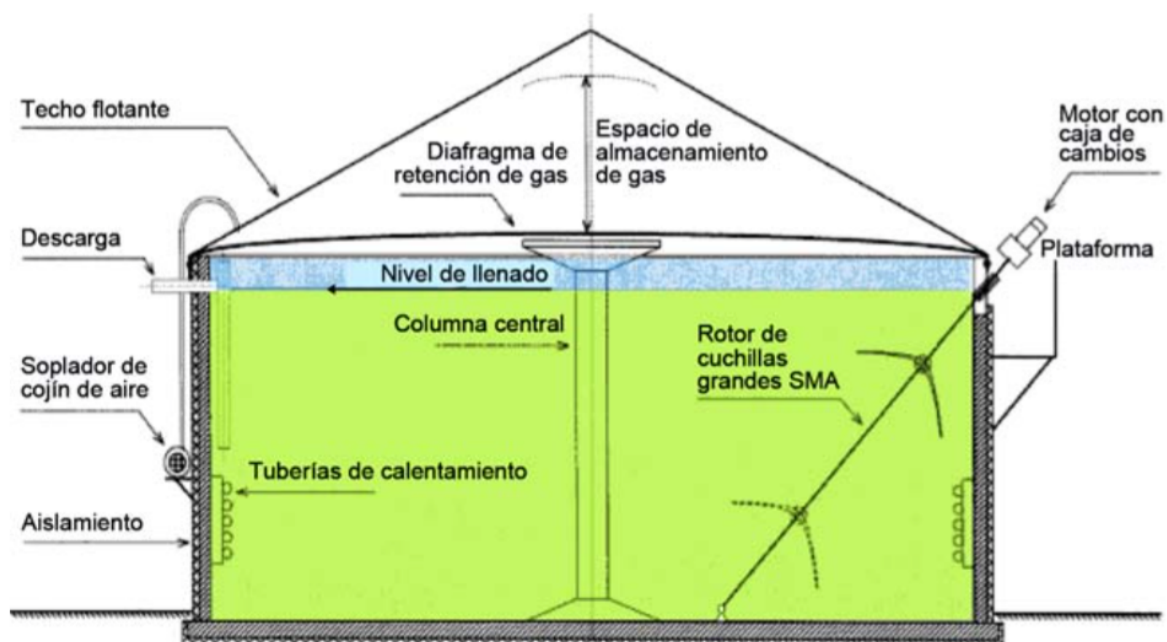 Techo flotante
Diafragma de
retención de gas
Espacio de
almacenamiento
de gas
Motor con
caja de
cambios
Descarga
Nivel de llenado
Plataforma
Columna central
Rotor de
cuchillas
grandes SMA
Soplador de
cojín de aire
Tuberías de calentamiento
Aislamiento